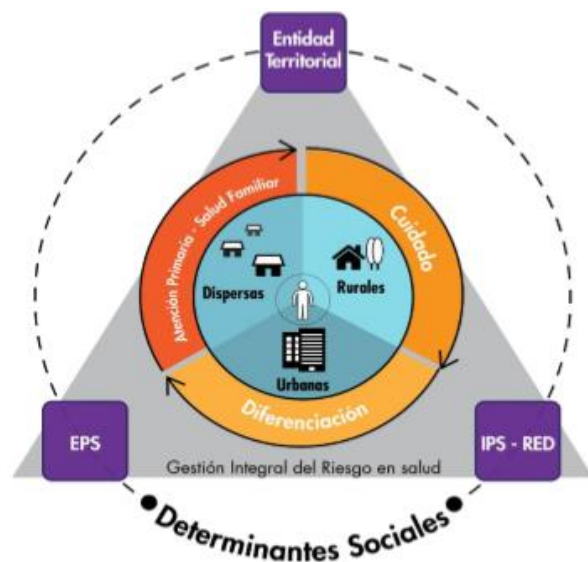 Entidad
Territorial
Atención Primaria - Salud Familiar
Cuidado
Dispersas
Rurales
Urbanas
Diferenciación
EPS
IPS - RED
Gestión Integral del Riesgo en salud
Determinantes Sociales